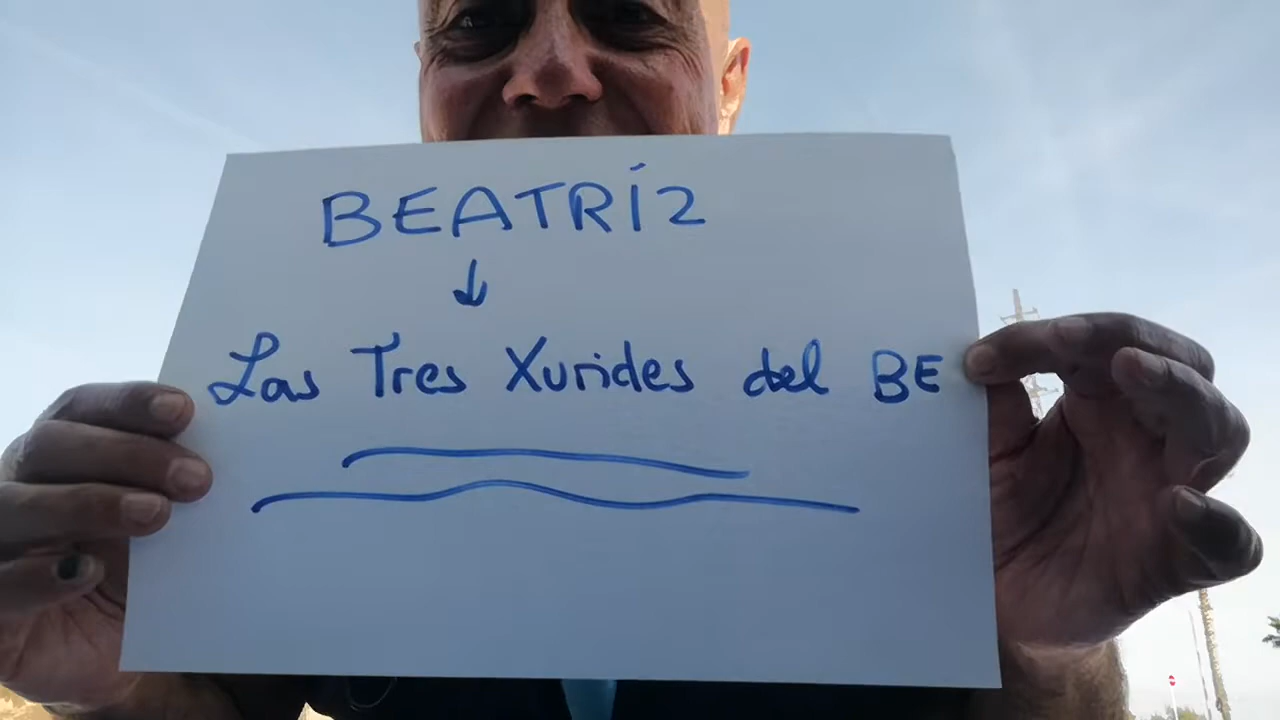 BEATRÍZ
↓
Las Tres Xurides del BE